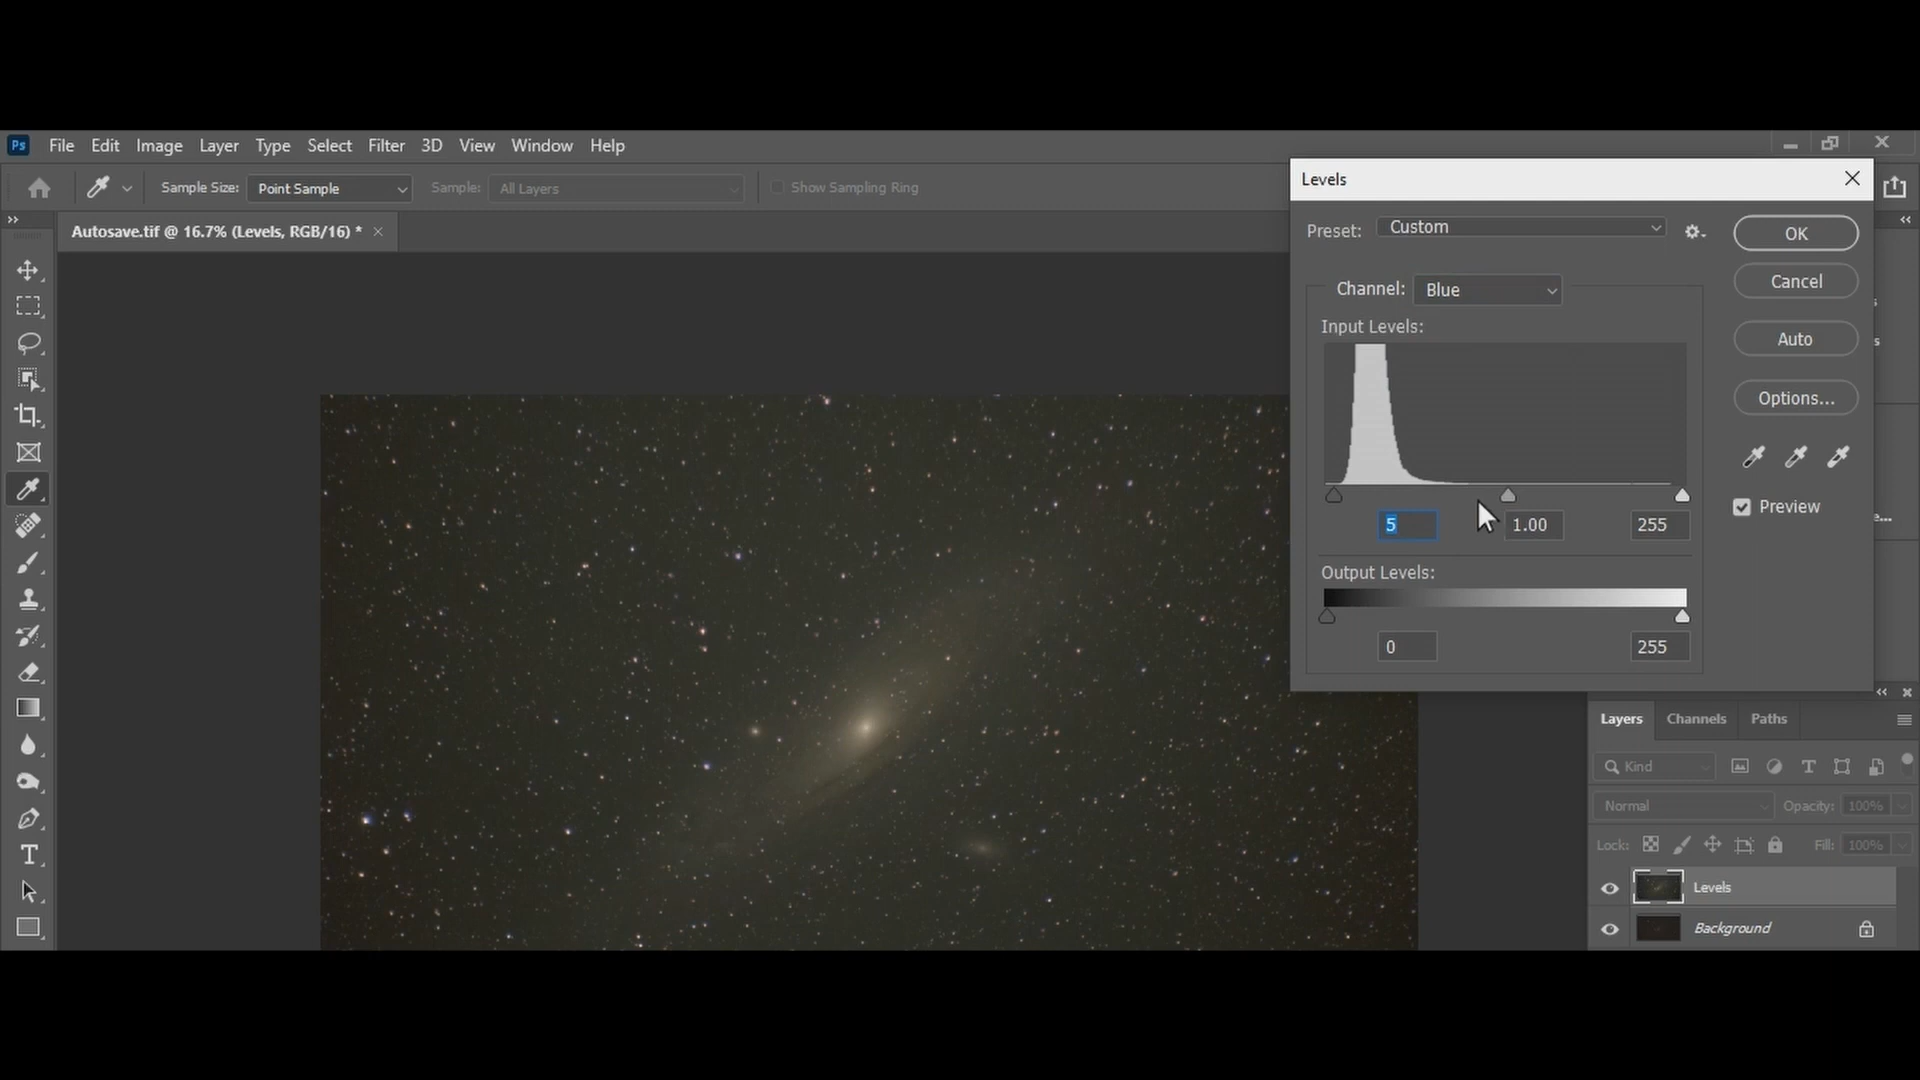 Ps File Edit Image Layer Type Select Filter 3D View Window Help
Sample Size: Point Sample Sample: All Layers Show Sampling Ring
Autosave.tif @ 16.7% (Levels, RGB/16) *
Levels
Preset: Custom
OK
Channel: Blue
Cancel
Input Levels:
Auto
Options...
Preview
5 1.00 255
Output Levels:
0 255
Layers Channels Paths
Kind
Normal Opacity: 100%
Lock: Fill: 100%
Levels
Background